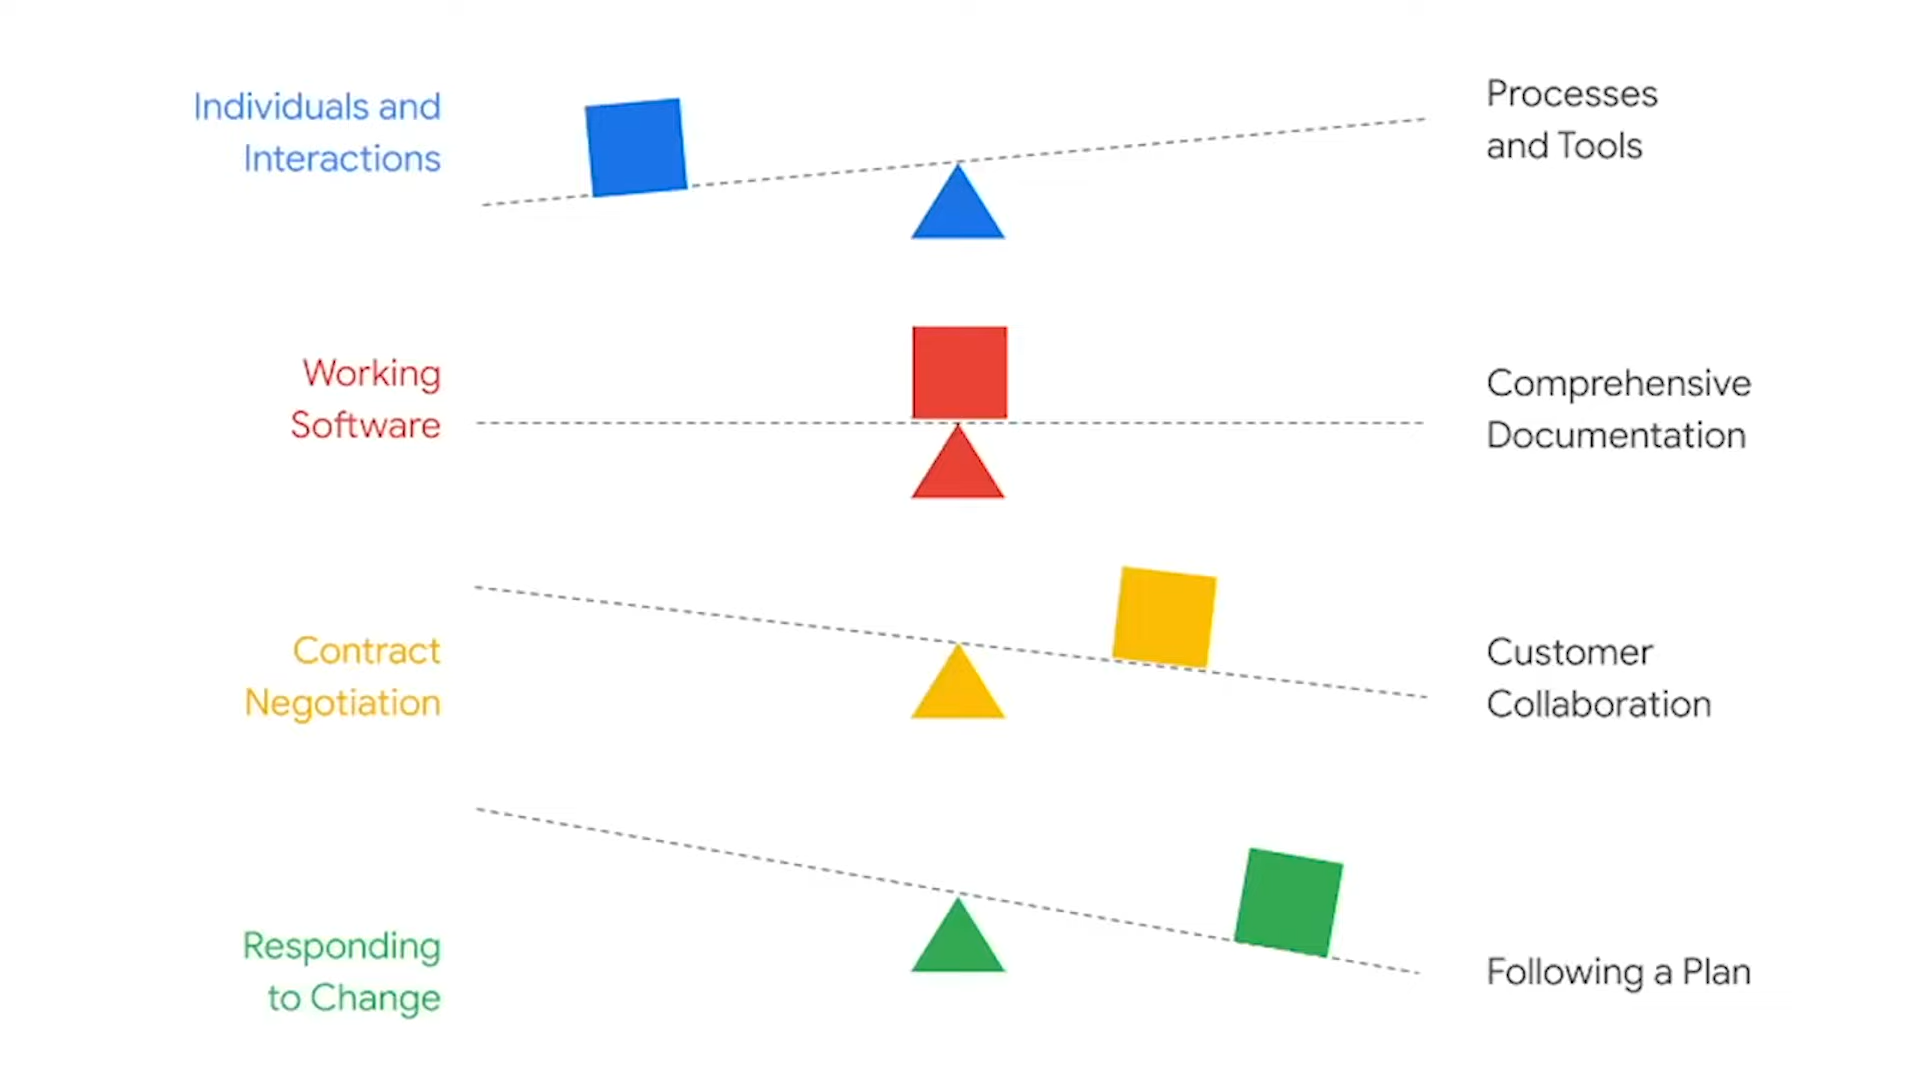 Individuals and
Interactions
Processes
and Tools
Working
Software
Comprehensive
Documentation
Contract
Negotiation
Customer
Collaboration
Responding
to Change
Following a Plan